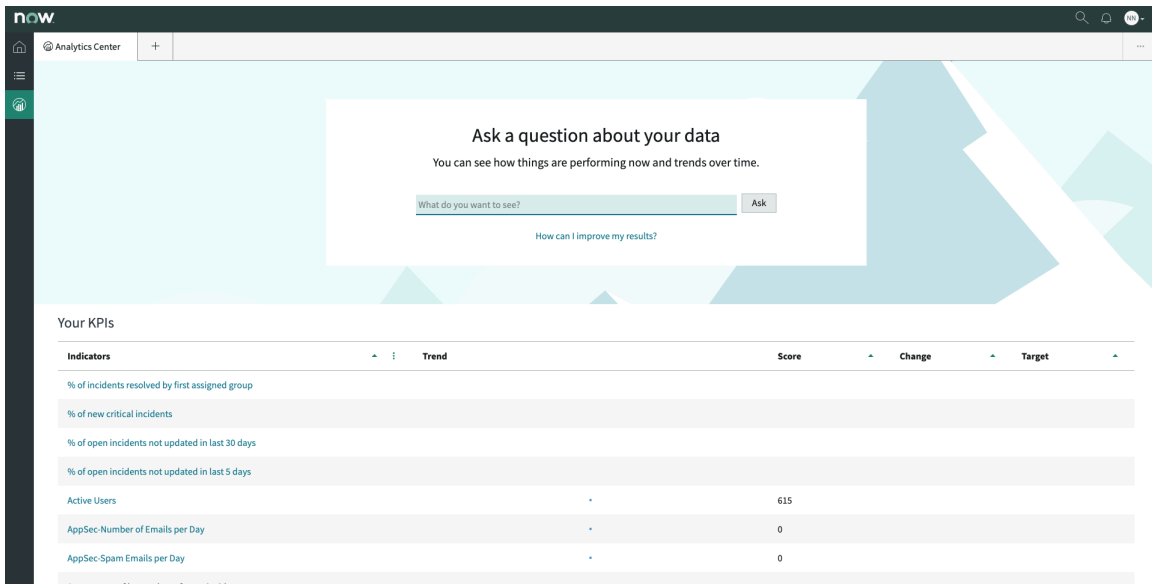 now.
NN
Analytics Center
Ask a question about your data
You can see how things are performing now and trends over time.
What do you want to see?
Ask
How can I improve my results?
Your KPIs
Indicators Trend Score Change Target
% of incidents resolved by first assigned group
% of new critical incidents
% of open incidents not updated in last 30 days
% of open incidents not updated in last 5 days
Active Users 615
AppSec-Number of Emails per Day 0
AppSec-Spam Emails per Day 0